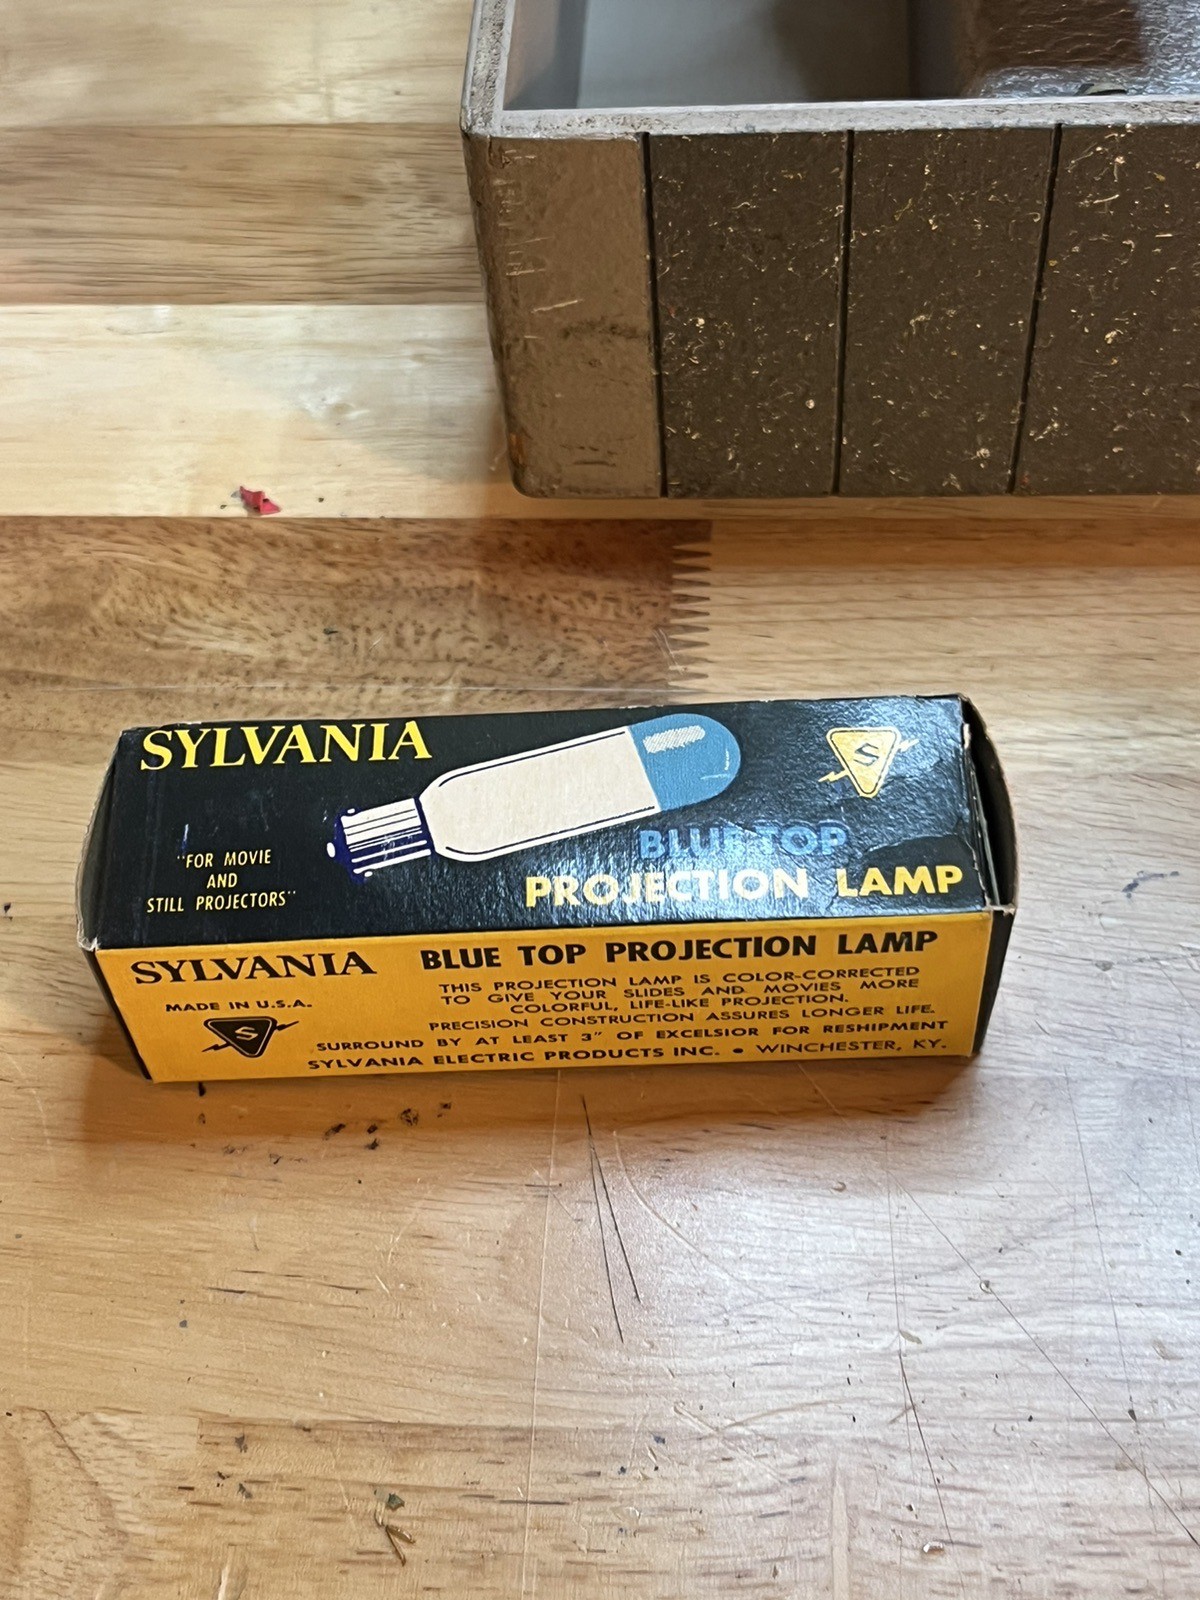 SYLVANIA
S
"FOR MOVIE
AND
STILL PROJECTORS"
BLUE TOP
PROJECTION LAMP
SYLVANIA
MADE IN U.S.A.
S
BLUE TOP PROJECTION LAMP
THIS PROJECTION LAMP IS COLOR-CORRECTED
TO GIVE YOUR SLIDES AND MOVIES MORE
COLORFUL, LIFE-LIKE PROJECTION.
PRECISION CONSTRUCTION ASSURES LONGER LIFE.
SURROUND BY AT LEAST 3" OF EXCELSIOR FOR RESHIPMENT
SYLVANIA ELECTRIC PRODUCTS INC. • WINCHESTER, KY.